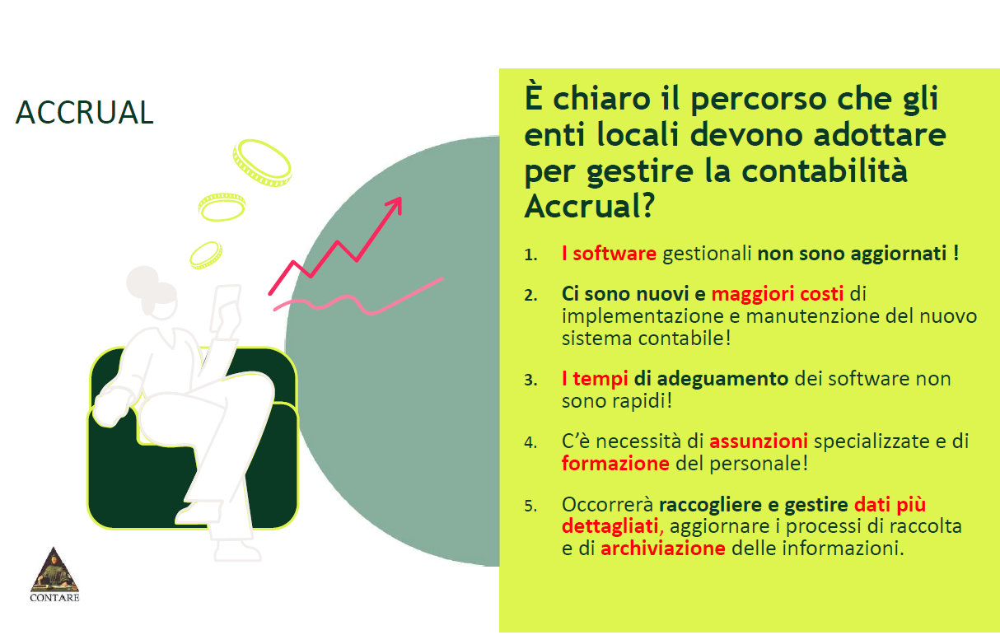 ACCRUAL
È chiaro il percorso che gli
enti locali devono adottare
per gestire la contabilità
Accrual?
1. I software gestionali non sono aggiornati !
2. Ci sono nuovi e maggiori costi di
implementazione e manutenzione del nuovo
sistema contabile!
3. I tempi di adeguamento dei software non
sono rapidi!
4. C’è necessità di assunzioni specializzate e di
formazione del personale!
5. Occorrerà raccogliere e gestire dati più
dettagliati, aggiornare i processi di raccolta
e di archiviazione delle informazioni.
CONTARE